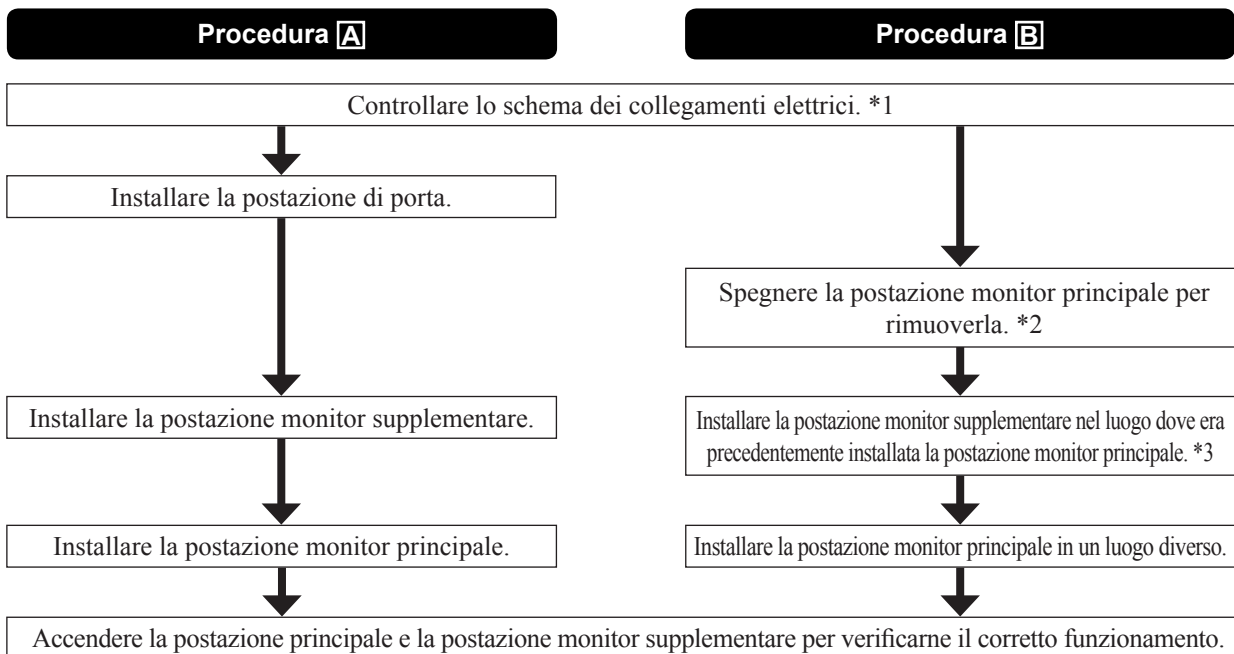 Procedura A
Procedura B
Controllare lo schema dei collegamenti elettrici. *1
Installare la postazione di porta.
Spegnere la postazione monitor principale per
rimuoverla. *2
Installare la postazione monitor supplementare.
Installare la postazione monitor supplementare nel luogo dove era
precedentemente installata la postazione monitor principale. *3
Installare la postazione monitor principale.
Installare la postazione monitor principale in un luogo diverso.
Accendere la postazione principale e la postazione monitor supplementare per verificarne il corretto funzionamento.